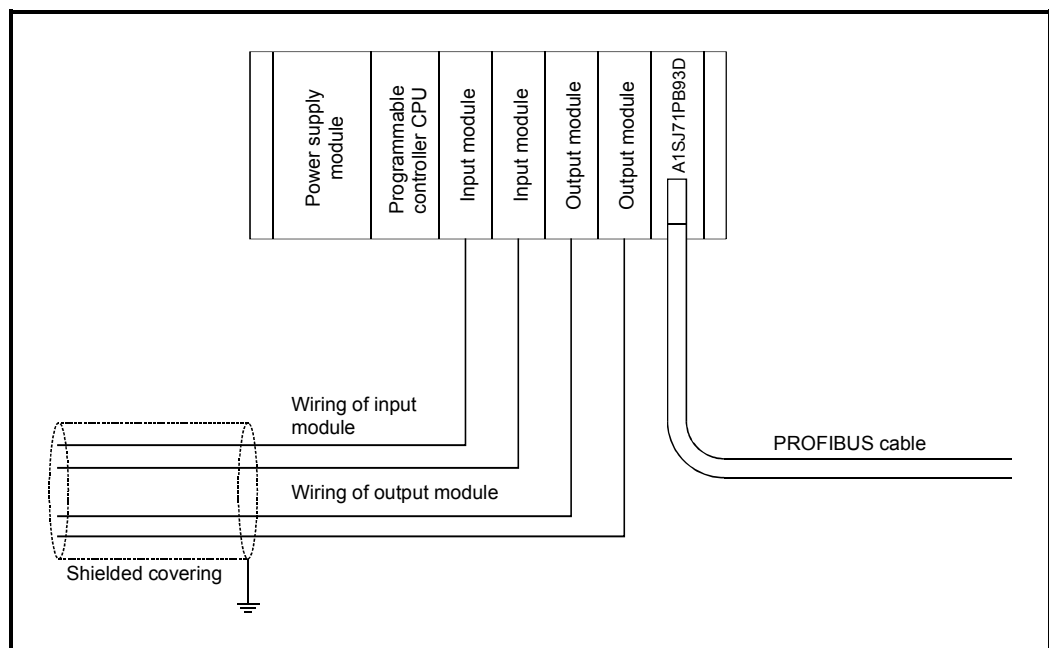 Power supply
module
Programmable
controller CPU
Input module
Input module
Output module
Output module
A1SJ71PB93D
Wiring of input
module
PROFIBUS cable
Wiring of output module
Shielded covering